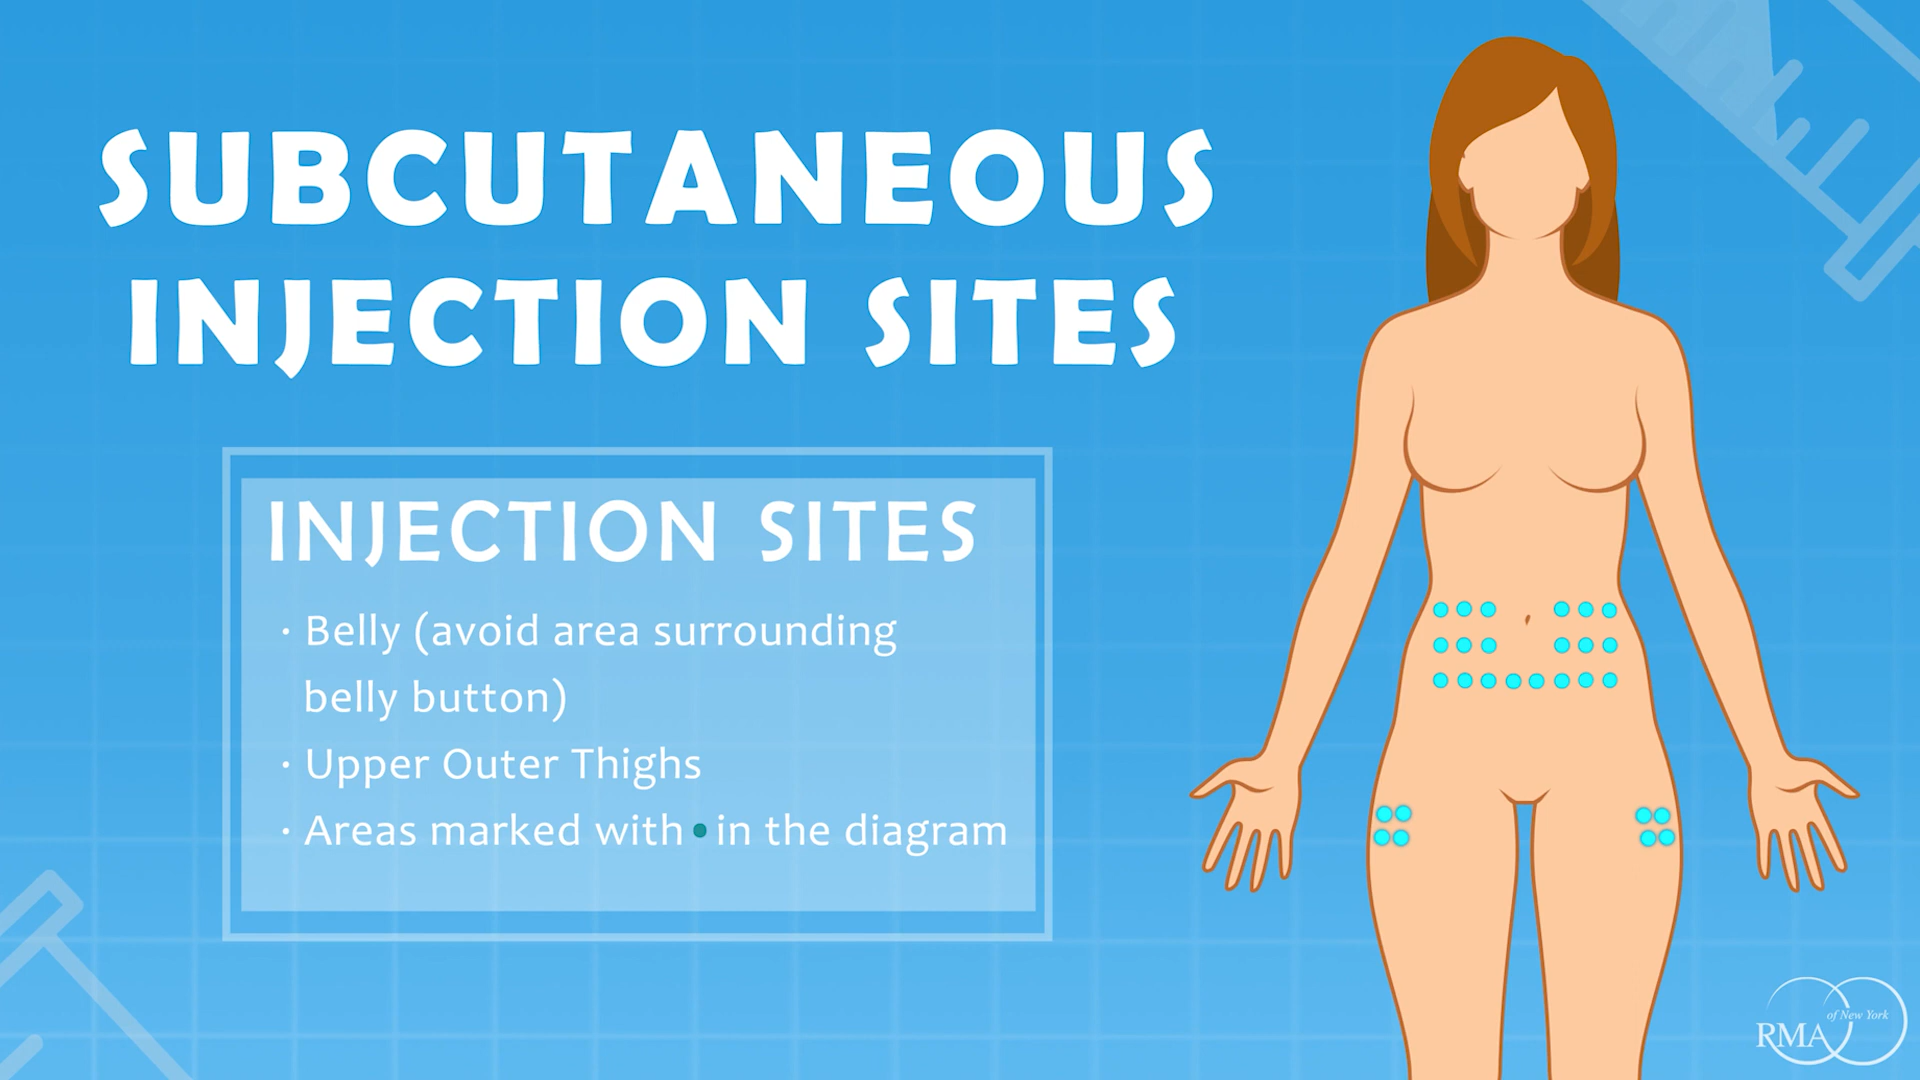 SUBCUTANEOUS
INJECTION SITES
INJECTION SITES
· Belly (avoid area surrounding
belly button)
· Upper Outer Thighs
· Areas marked with • in the diagram
RMA of New York